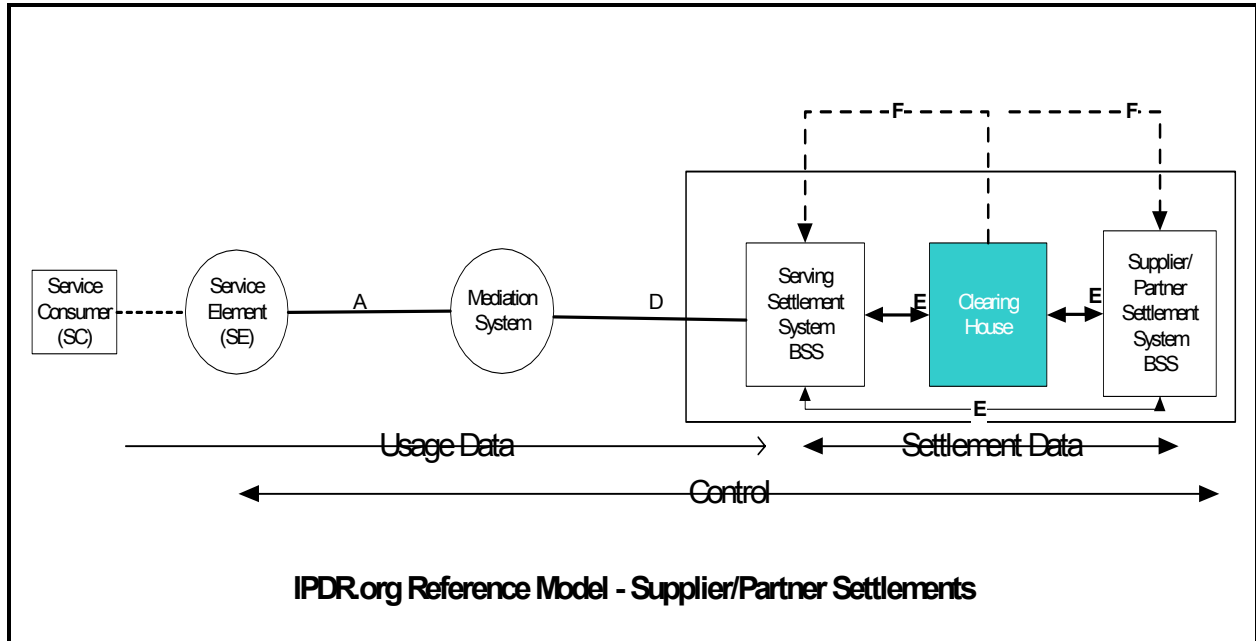 F
F
Service
Consumer
(SC)
Service
Element
(SE)
A
Mediation
System
D
Serving
Settlement
System
BSS
E
Clearing
House
E
Supplier/
Partner
Settlement
System
BSS
E
Usage Data
Settlement Data
Control
IPDR.org Reference Model - Supplier/Partner Settlements